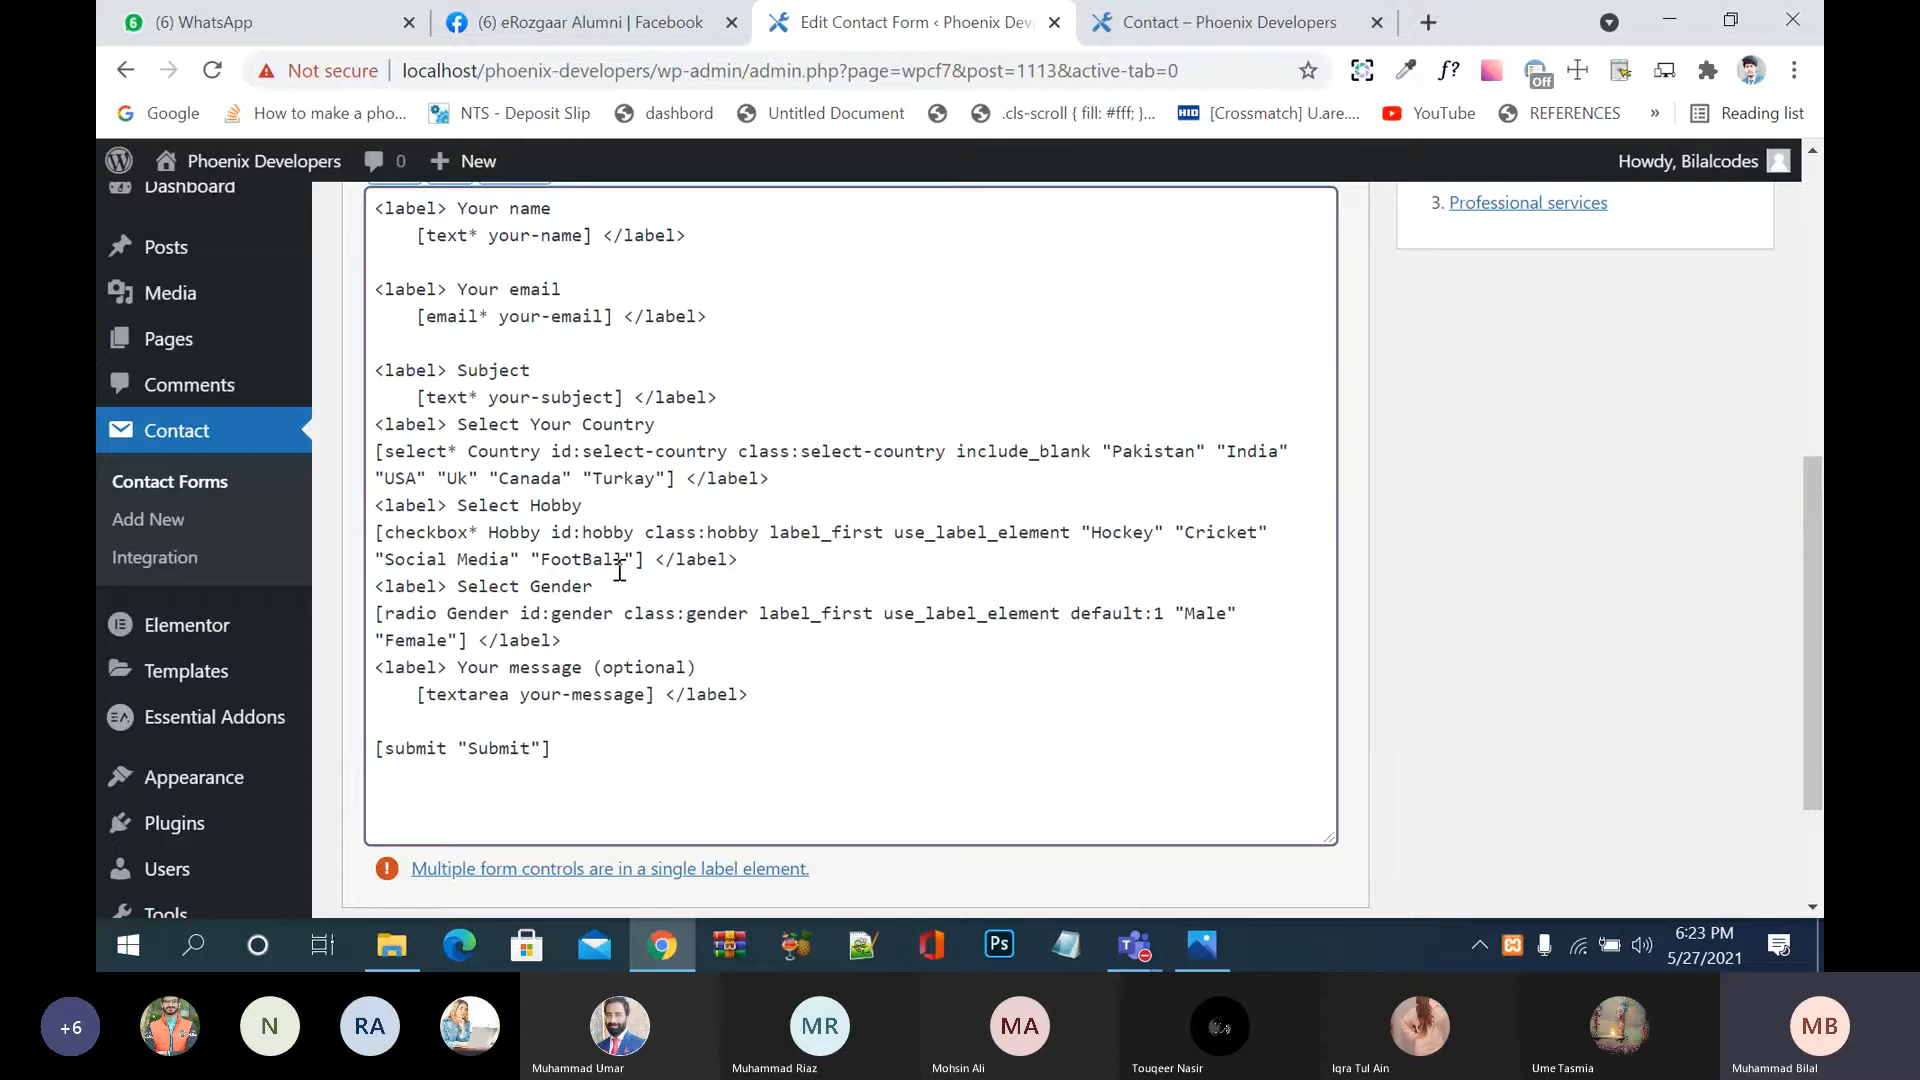 (6) WhatsApp
(6) eRozgaar Alumni | Facebook
Edit Contact Form ‹ Phoenix Dev
Contact – Phoenix Developers
Not secure
localhost/phoenix-developers/wp-admin/admin.php?page=wpcf7&post=1113&active-tab=0
f?
Off
Google
How to make a pho...
NTS - Deposit Slip
dashbord
Untitled Document
.cls-scroll { fill: #fff; }...
HID
[Crossmatch] U.are....
YouTube
REFERENCES
»
Reading list
Phoenix Developers
0
New
Howdy, Bilalcodes
Dashboard
Posts
Media
Pages
Comments
Contact
Contact Forms
Add New
Integration
Elementor
Templates
Essential Addons
Appearance
Plugins
Users
Tools
<label> Your name
[text* your-name] </label>
<label> Your email
[email* your-email] </label>
<label> Subject
[text* your-subject] </label>
<label> Select Your Country
[select* Country id:select-country class:select-country include_blank "Pakistan" "India"
"USA" "Uk" "Canada" "Turkay"] </label>
<label> Select Hobby
[checkbox* Hobby id:hobby class:hobby label_first use_label_element "Hockey" "Cricket"
"Social Media" "FootBall"] </label>
<label> Select Gender
[radio Gender id:gender class:gender label_first use_label_element default:1 "Male"
"Female"] </label>
<label> Your message (optional)
[textarea your-message] </label>
[submit "Submit"]
Multiple form controls are in a single label element.
3. Professional services
Ps
6:23 PM
5/27/2021
+6
N
RA
Muhammad Umar
MR
Muhammad Riaz
MA
Mohsin Ali
Touqeer Nasir
Iqra Tul Ain
Ume Tasmia
MB
Muhammad Bilal